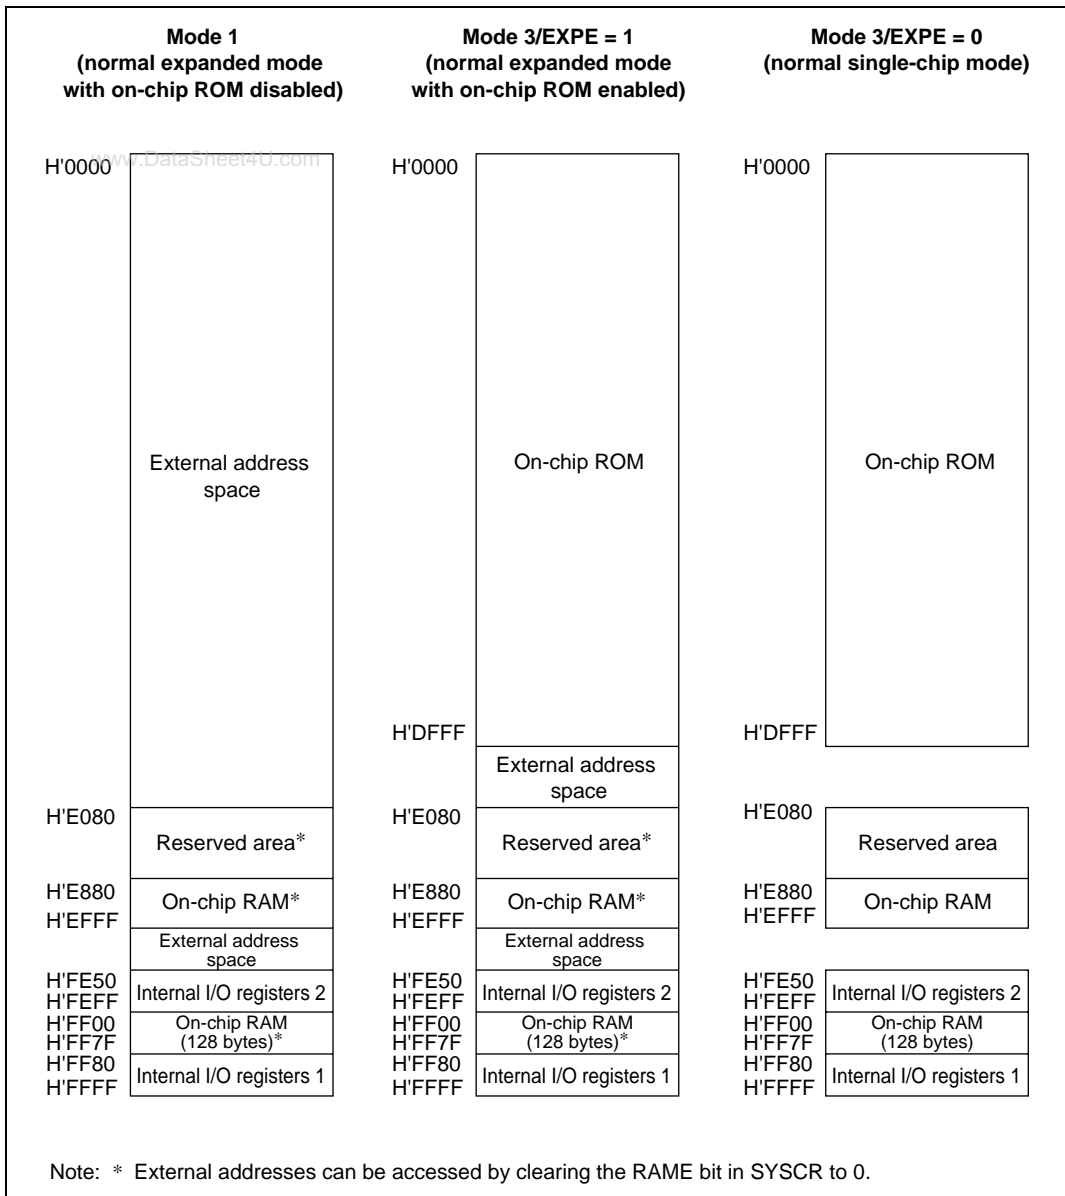 Mode 1
(normal expanded mode
with on-chip ROM disabled)
www.DataSheet4U.com
H'0000
External address
space
H'E080
Reserved area*
H'E880
On-chip RAM*
H'EFFF
External address
space
H'FE50
Internal I/O registers 2
H'FEFF
H'FF00
On-chip RAM
(128 bytes)*
H'FF7F
H'FF80
Internal I/O registers 1
H'FFFF
Mode 3/EXPE = 1
(normal expanded mode
with on-chip ROM enabled)
H'0000
On-chip ROM
H'DFFF
External address
space
H'E080
Reserved area*
H'E880
On-chip RAM*
H'EFFF
External address
space
H'FE50
Internal I/O registers 2
H'FEFF
H'FF00
On-chip RAM
(128 bytes)*
H'FF7F
H'FF80
Internal I/O registers 1
H'FFFF
Mode 3/EXPE = 0
(normal single-chip mode)
H'0000
On-chip ROM
H'DFFF
H'E080
Reserved area
H'E880
On-chip RAM
H'EFFF
H'FE50
Internal I/O registers 2
H'FEFF
H'FF00
On-chip RAM
(128 bytes)
H'FF7F
H'FF80
Internal I/O registers 1
H'FFFF
Note: * External addresses can be accessed by clearing the RAME bit in SYSCR to 0.